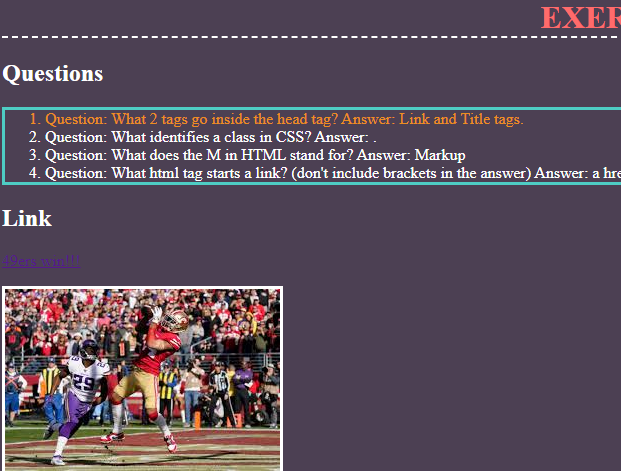 EXER
Questions
1. Question: What 2 tags go inside the head tag? Answer: Link and Title tags.
2. Question: What identifies a class in CSS? Answer: .
3. Question: What does the M in HTML stand for? Answer: Markup
4. Question: What html tag starts a link? (don't include brackets in the answer) Answer: a hre
Link
49ers win!!!
29